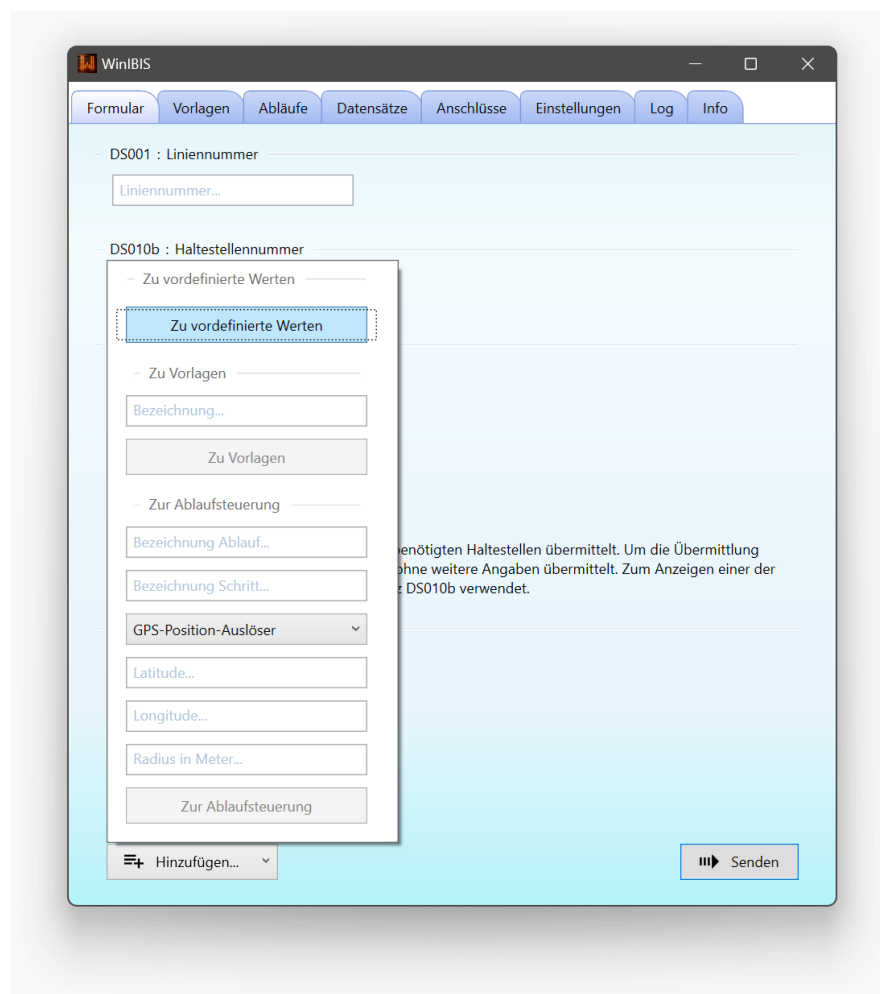 WinIBIS
Formular Vorlagen Abläufe Datensätze Anschlüsse Einstellungen Log Info
DS001 : Liniennummer
Liniennummer...
DS010b : Haltestellennummer
Zu vordefinierte Werten
Zu vordefinierte Werten
Zu Vorlagen
Bezeichnung...
Zu Vorlagen
Zur Ablaufsteuerung
Bezeichnung Ablauf...
benötigten Haltestellen übermittelt. Um die Übermittlung
ohne weitere Angaben übermittelt. Zum Anzeigen einer der
Bezeichnung Schritt...
DS010b verwendet.
GPS-Position-Auslöser
Latitude...
Longitude...
Radius in Meter...
Zur Ablaufsteuerung
Hinzufügen... Senden